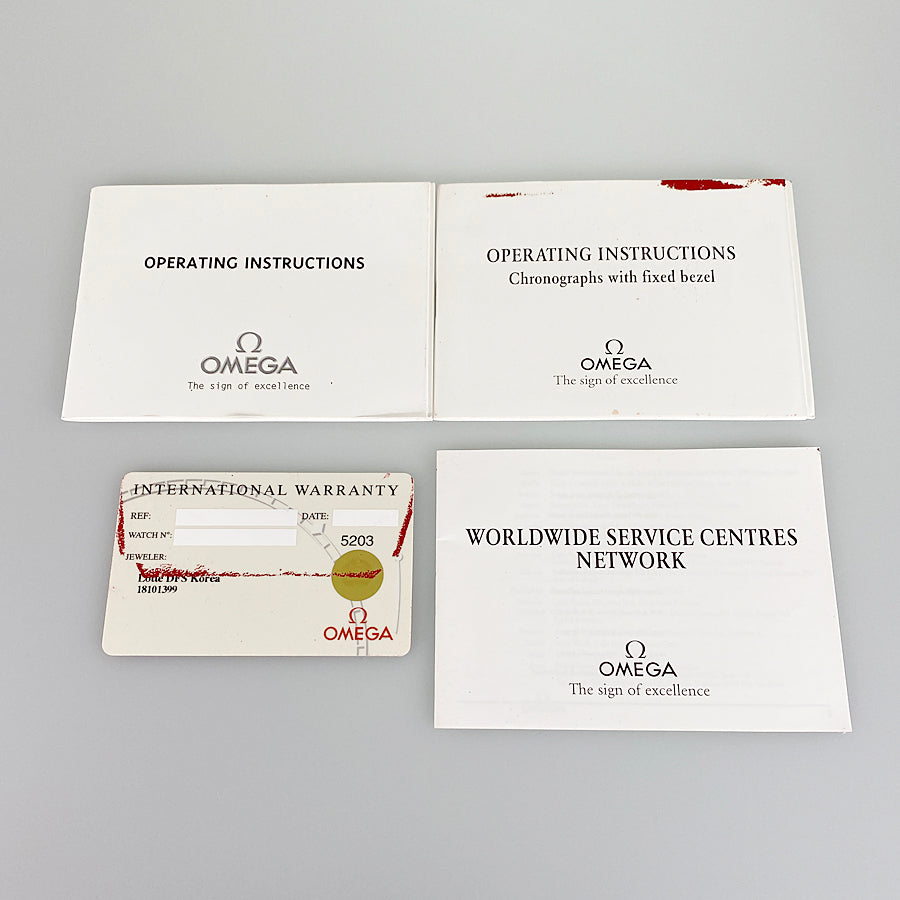 OPERATING INSTRUCTIONS
Ω
OMEGA
The sign of excellence
OPERATING INSTRUCTIONS
Chronographs with fixed bezel
Ω
OMEGA
The sign of excellence
INTERNATIONAL WARRANTY
REF:
DATE:
WATCH Nº:
5203
JEWELER:
Lotte DFS Korea
18101399
Ω
OMEGA
WORLDWIDE SERVICE CENTRES
NETWORK
Ω
OMEGA
The sign of excellence